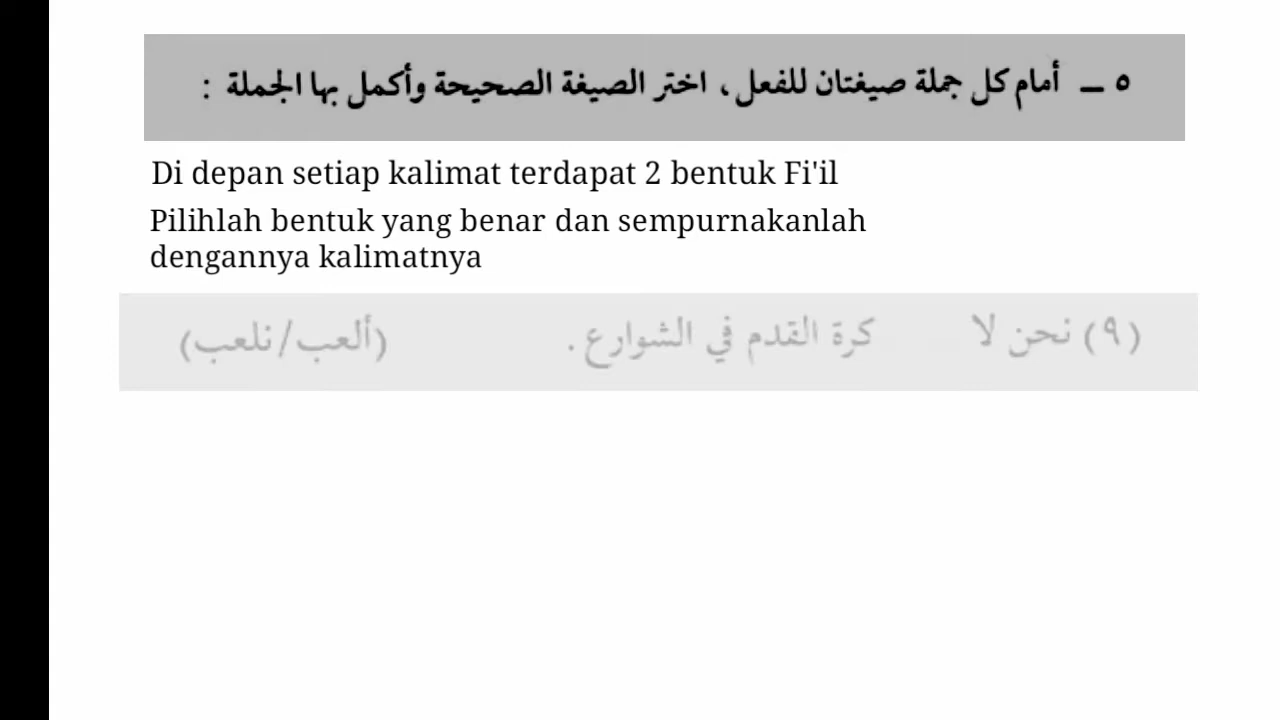 ٥ ـ أمام كل جملة صيغتان للفعل ، اختر الصيغة الصحيحة وأكمل بها الجملة :
Di depan setiap kalimat terdapat 2 bentuk Fi'il
Pilihlah bentuk yang benar dan sempurnakanlah
dengannya kalimatnya
(٩) نحن لا كرة القدم في الشوارع . (ألعب/نلعب)